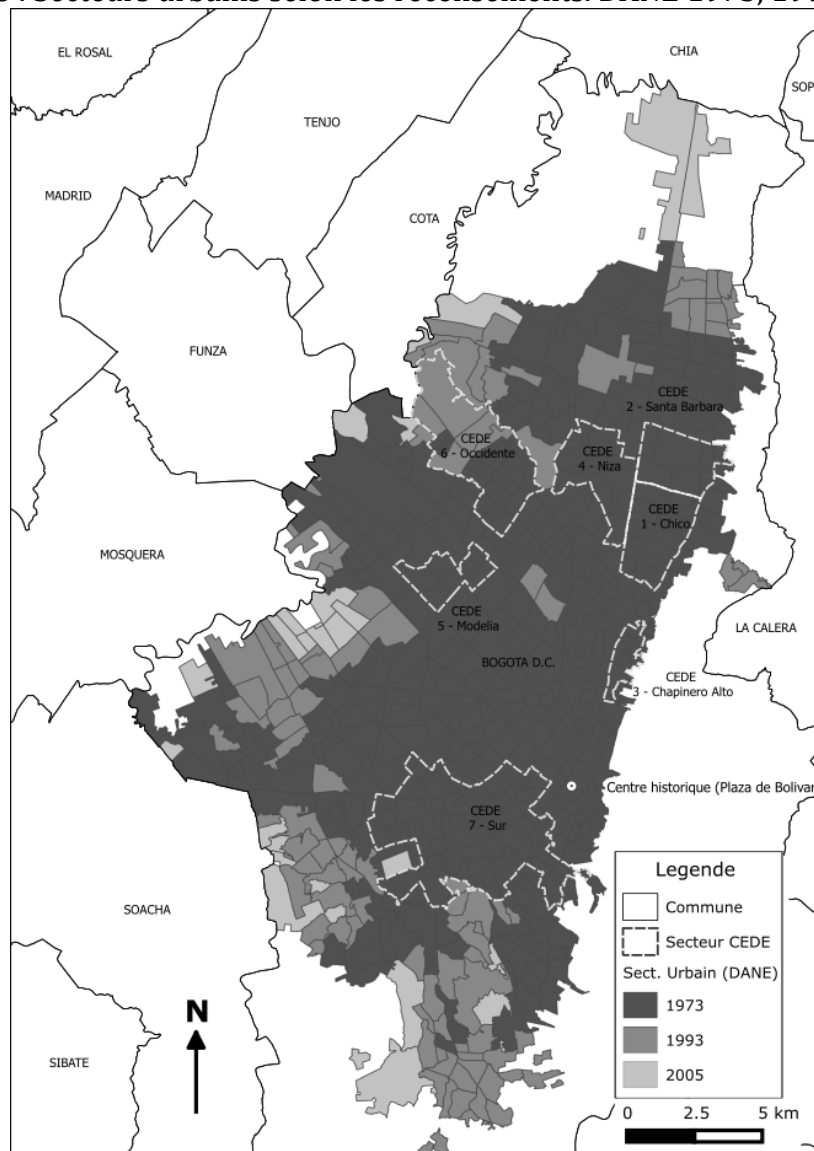 : Secteurs urbains selon les recensements. DANE 1973, 19
EL ROSAL
CHIA
SOP
TENJO
MADRID
COTA
FUNZA
CEDE
2 - Santa Barbara
CEDE
6 - Occidente
CEDE
4 - Niza
CEDE
1 - Chico
MOSQUERA
CEDE
5 - Modelia
LA CALERA
BOGOTA D.C.
CEDE
3 - Chapinero Alto
Centre historique (Plaza de Bolivar
CEDE
7 - Sur
SOACHA
SIBATE
N
Legende
Commune
Secteur CEDE
Sect. Urbain (DANE)
1973
1993
2005
0 2.5 5 km